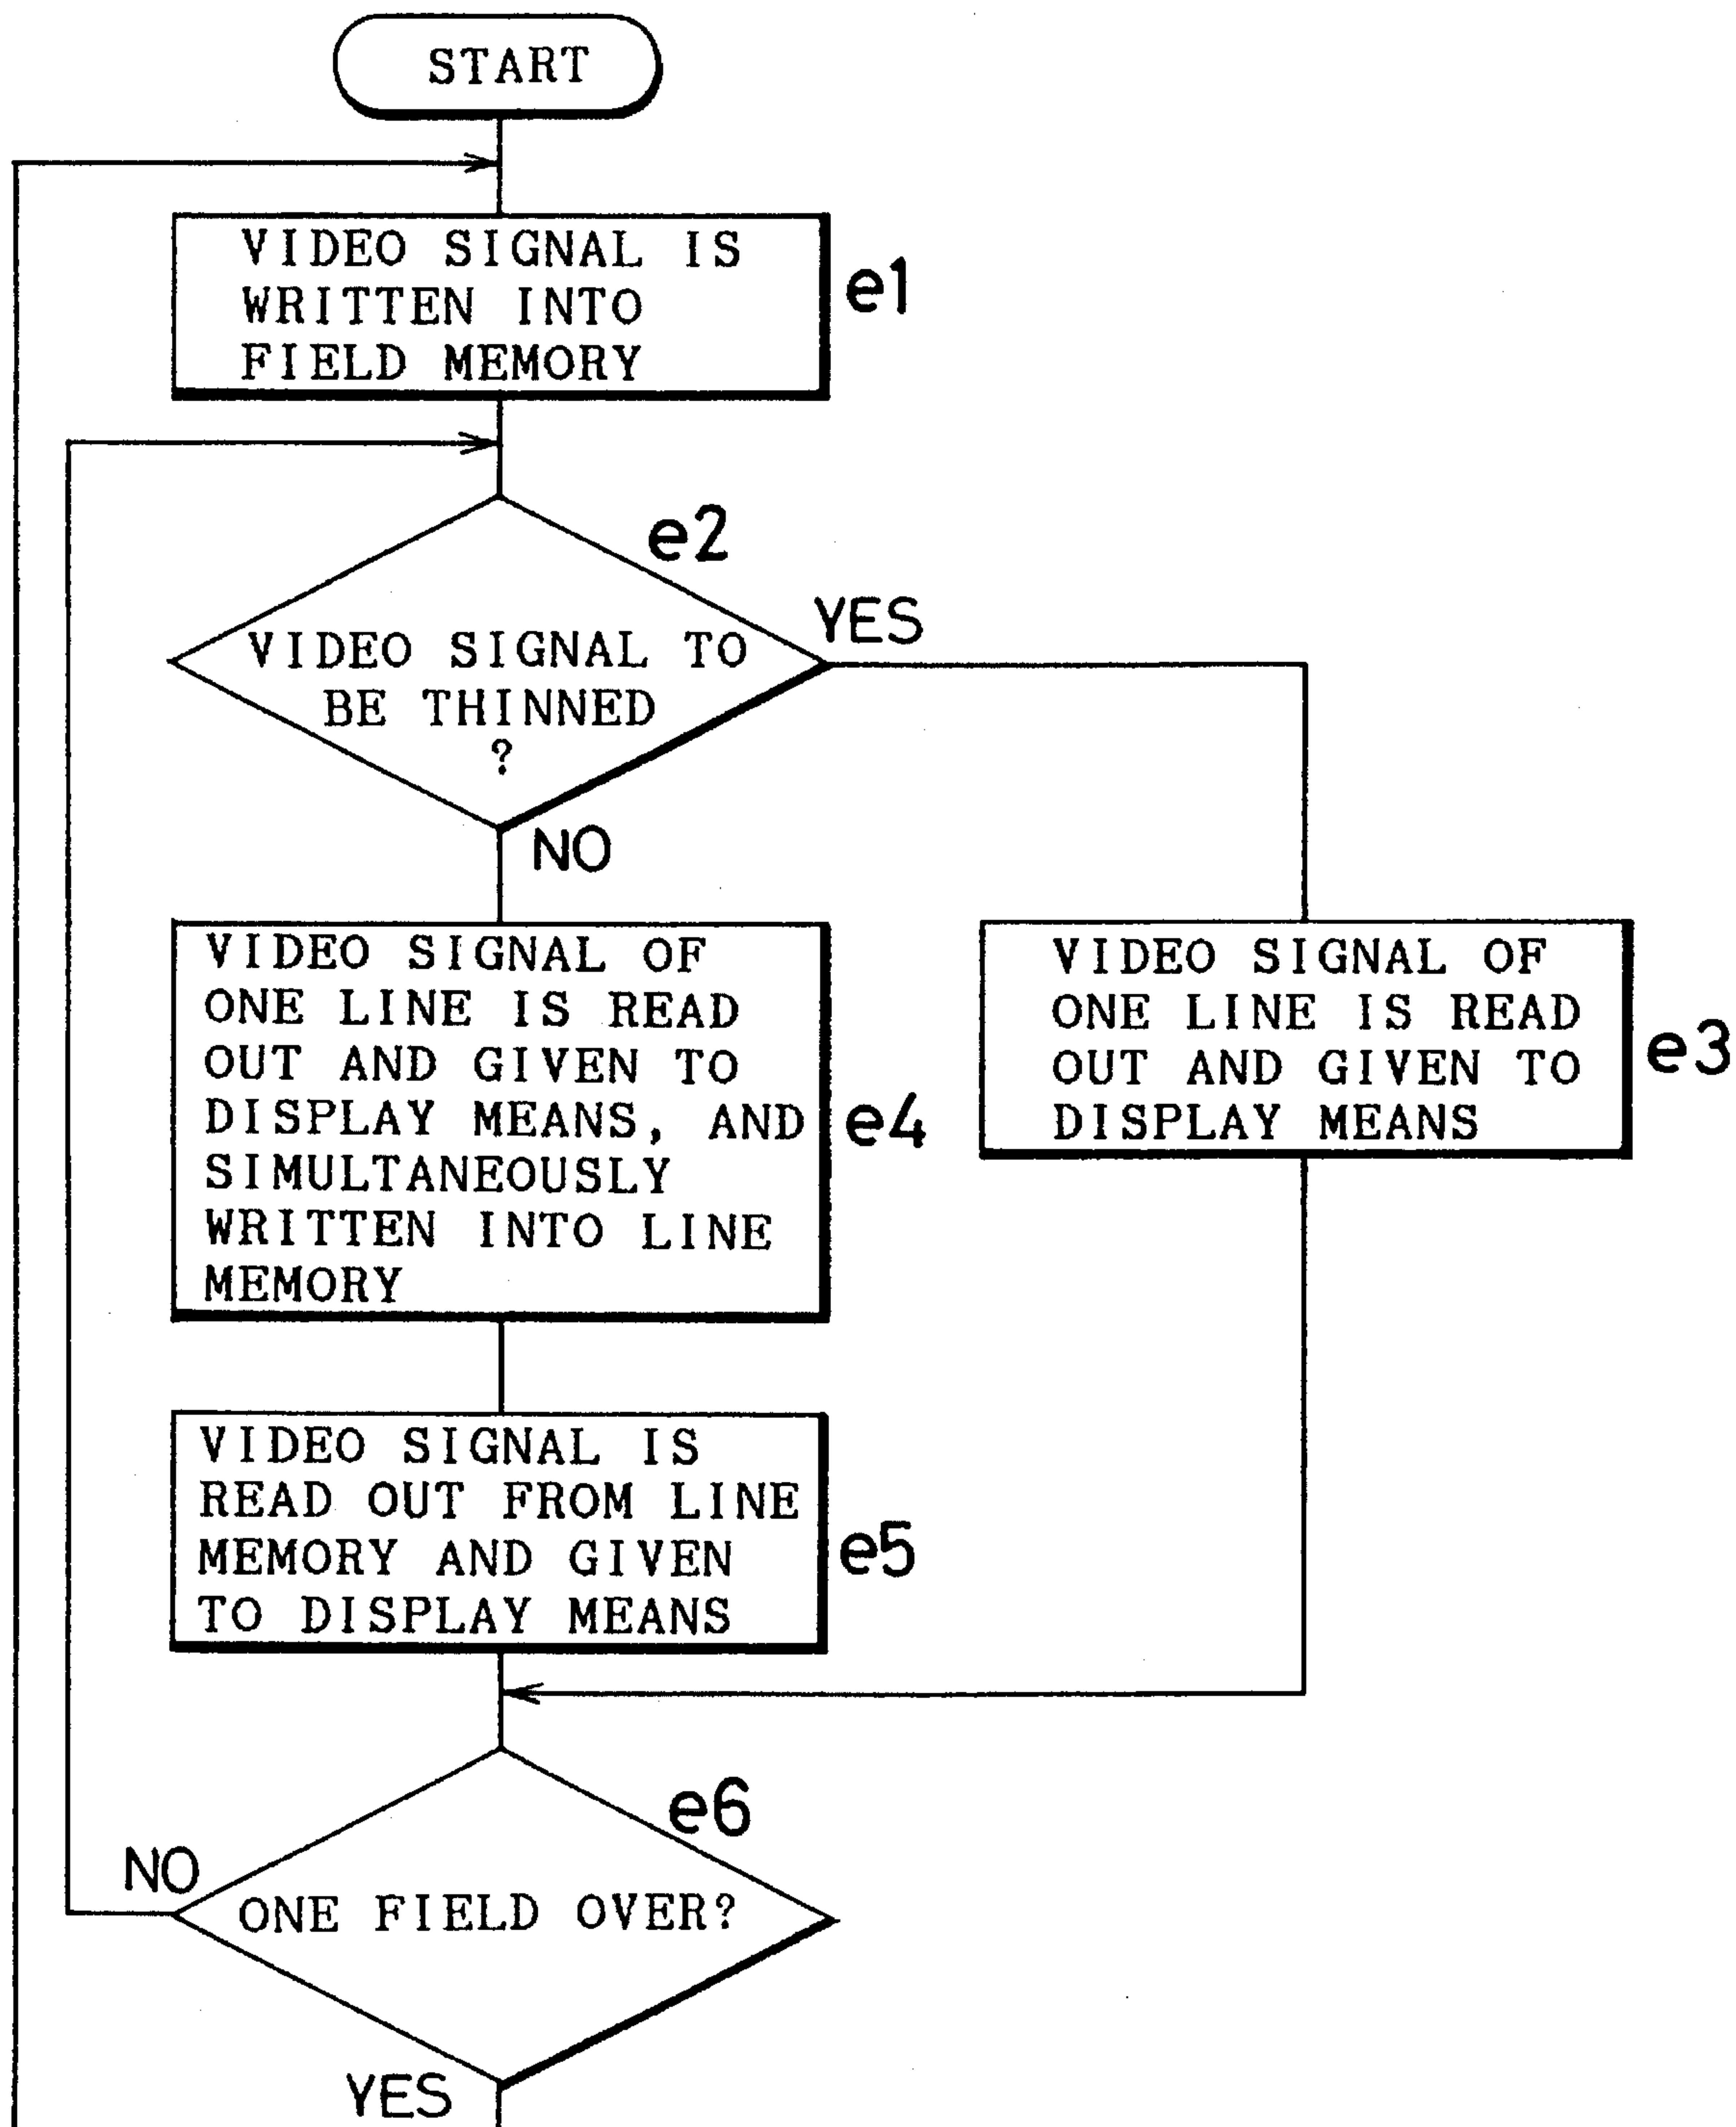 START
VIDEO SIGNAL IS
WRITTEN INTO
FIELD MEMORY
e1
e2
YES
VIDEO SIGNAL TO
BE THINNED
?
NO
VIDEO SIGNAL OF
ONE LINE IS READ
OUT AND GIVEN TO
DISPLAY MEANS, AND
SIMULTANEOUSLY
WRITTEN INTO LINE
MEMORY
e4
VIDEO SIGNAL OF
ONE LINE IS READ
OUT AND GIVEN TO
DISPLAY MEANS
e3
VIDEO SIGNAL IS
READ OUT FROM LINE
MEMORY AND GIVEN
TO DISPLAY MEANS
e5
e6
NO
ONE FIELD OVER?
YES